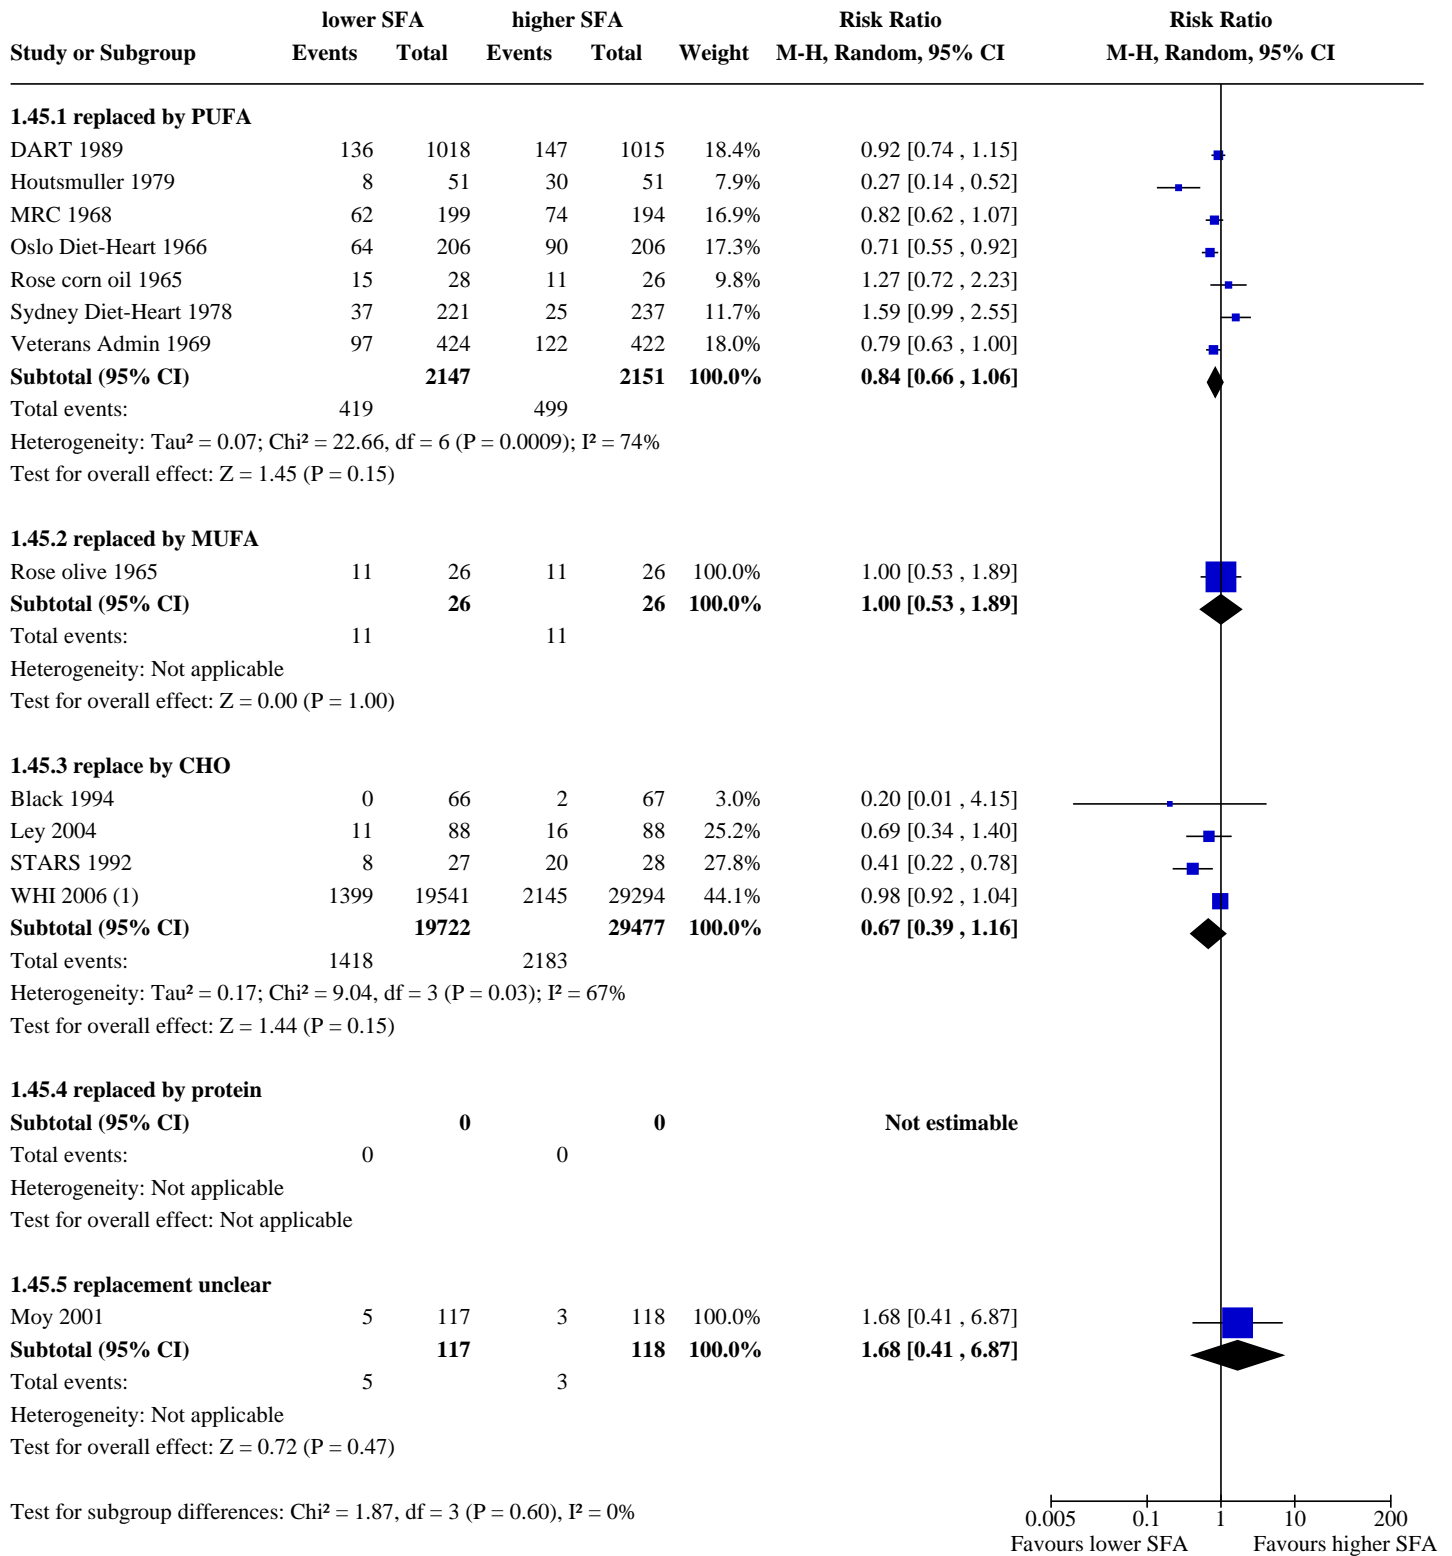 lower SFA higher SFA Risk Ratio Risk Ratio
Study or Subgroup Events Total Events Total Weight M-H, Random, 95% CI M-H, Random, 95% CI
1.45.1 replaced by PUFA
DART 1989 136 1018 147 1015 18.4% 0.92 [0.74 , 1.15]
Houtsmuller 1979 8 51 30 51 7.9% 0.27 [0.14 , 0.52]
MRC 1968 62 199 74 194 16.9% 0.82 [0.62 , 1.07]
Oslo Diet-Heart 1966 64 206 90 206 17.3% 0.71 [0.55 , 0.92]
Rose corn oil 1965 15 28 11 26 9.8% 1.27 [0.72 , 2.23]
Sydney Diet-Heart 1978 37 221 25 237 11.7% 1.59 [0.99 , 2.55]
Veterans Admin 1969 97 424 122 422 18.0% 0.79 [0.63 , 1.00]
Subtotal (95% CI) 2147 2151 100.0% 0.84 [0.66 , 1.06]
Total events: 419 499
Heterogeneity: Tau² = 0.07; Chi² = 22.66, df = 6 (P = 0.0009); I² = 74%
Test for overall effect: Z = 1.45 (P = 0.15)
1.45.2 replaced by MUFA
Rose olive 1965 11 26 11 26 100.0% 1.00 [0.53 , 1.89]
Subtotal (95% CI) 26 26 100.0% 1.00 [0.53 , 1.89]
Total events: 11 11
Heterogeneity: Not applicable
Test for overall effect: Z = 0.00 (P = 1.00)
1.45.3 replace by CHO
Black 1994 0 66 2 67 3.0% 0.20 [0.01 , 4.15]
Ley 2004 11 88 16 88 25.2% 0.69 [0.34 , 1.40]
STARS 1992 8 27 20 28 27.8% 0.41 [0.22 , 0.78]
WHI 2006 (1) 1399 19541 2145 29294 44.1% 0.98 [0.92 , 1.04]
Subtotal (95% CI) 19722 29477 100.0% 0.67 [0.39 , 1.16]
Total events: 1418 2183
Heterogeneity: Tau² = 0.17; Chi² = 9.04, df = 3 (P = 0.03); I² = 67%
Test for overall effect: Z = 1.44 (P = 0.15)
1.45.4 replaced by protein
Subtotal (95% CI) 0 0 Not estimable
Total events: 0 0
Heterogeneity: Not applicable
Test for overall effect: Not applicable
1.45.5 replacement unclear
Moy 2001 5 117 3 118 100.0% 1.68 [0.41 , 6.87]
Subtotal (95% CI) 117 118 100.0% 1.68 [0.41 , 6.87]
Total events: 5 3
Heterogeneity: Not applicable
Test for overall effect: Z = 0.72 (P = 0.47)
Test for subgroup differences: Chi² = 1.87, df = 3 (P = 0.60), I² = 0%
0.005 0.1 1 10 200
Favours lower SFA Favours higher SFA